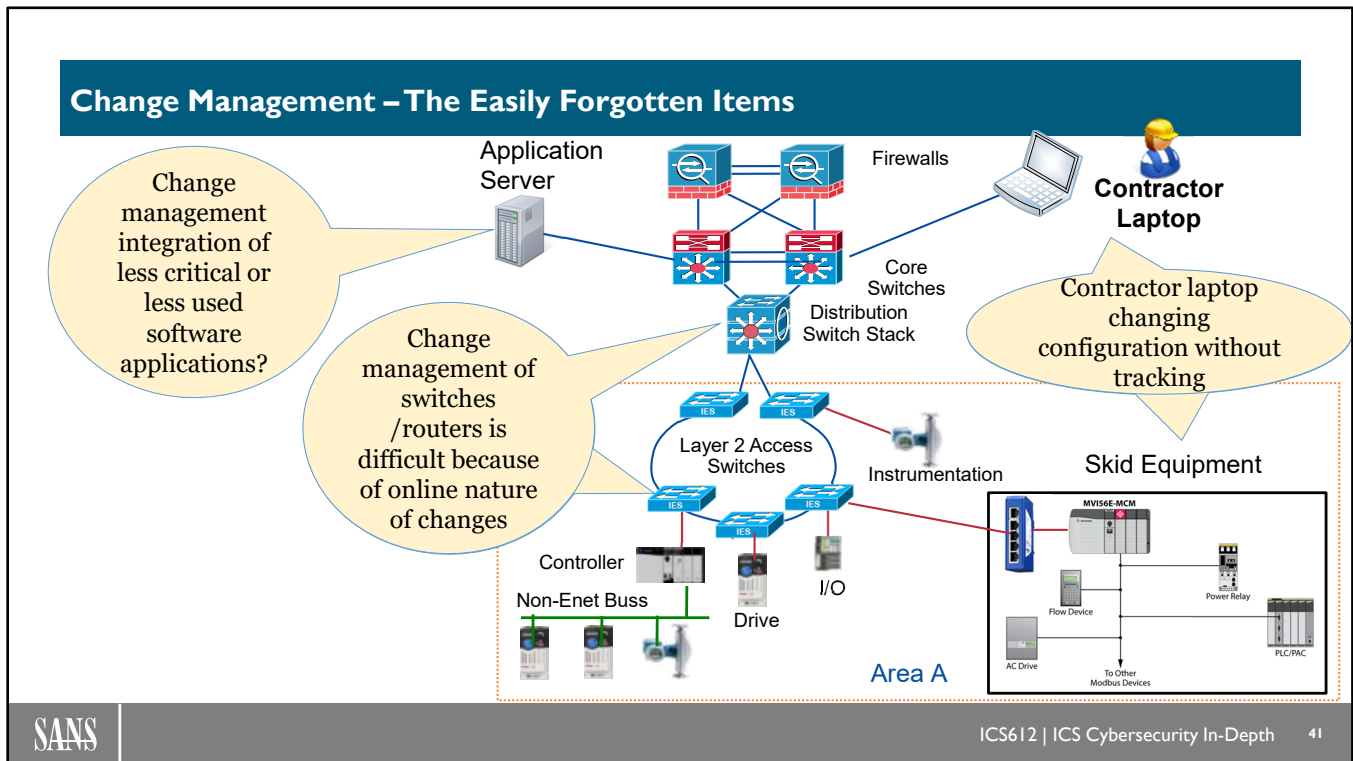 Change Management – The Easily Forgotten Items
Change
management
integration of
less critical or
less used
software
applications?
Application
Server
Firewalls
Contractor
Laptop
Core
Switches
Distribution
Switch Stack
Contractor laptop
changing
configuration without
tracking
Change
management of
switches
/routers is
difficult because
of online nature
of changes
IES
IES
Layer 2 Access
Switches
Instrumentation
IES
IES
IES
Skid Equipment
MVI56E-MCM
Controller
I/O
Non-Enet Buss
Drive
Flow Device
Power Relay
AC Drive
PLC/PAC
To Other
Modbus Devices
Area A
SANS
ICS612 | ICS Cybersecurity In-Depth 41